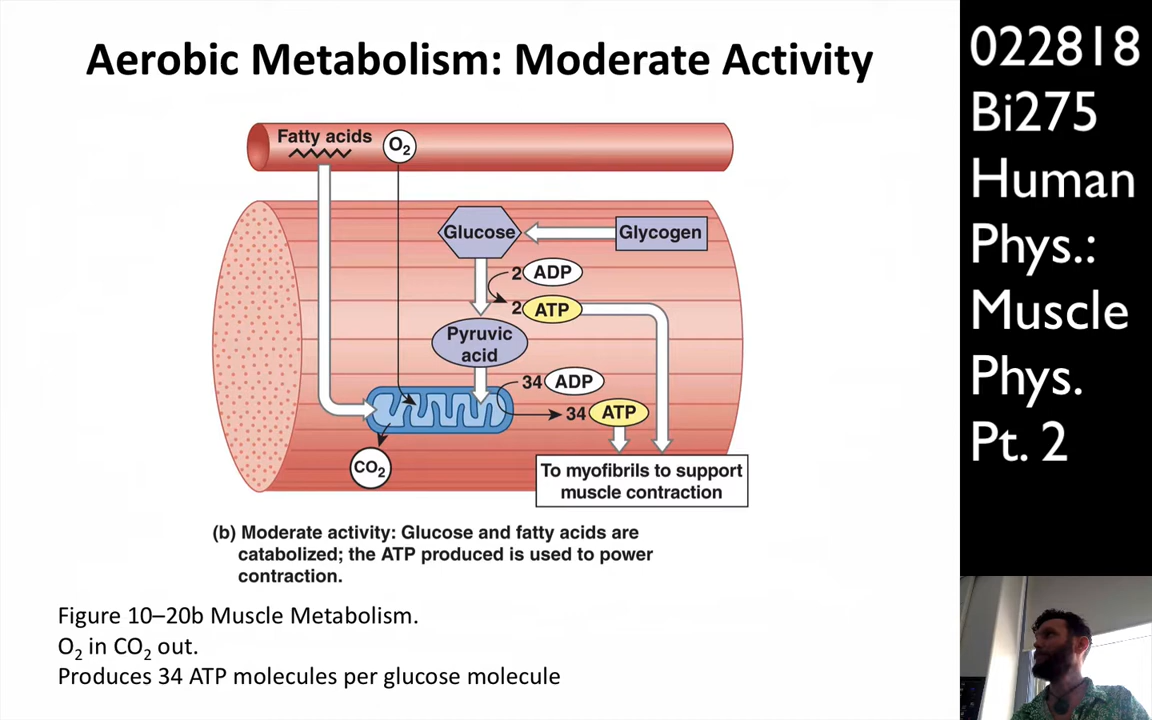 Aerobic Metabolism: Moderate Activity
Fatty acids
O₂
Glucose
Glycogen
2 ADP
2 ATP
Pyruvic
acid
34 ADP
34 ATP
CO₂
To myofibrils to support
muscle contraction
(b) Moderate activity: Glucose and fatty acids are
catabolized; the ATP produced is used to power
contraction.
Figure 10–20b Muscle Metabolism.
O₂ in CO₂ out.
Produces 34 ATP molecules per glucose molecule
022818
Bi275
Human
Phys.:
Muscle
Phys.
Pt. 2